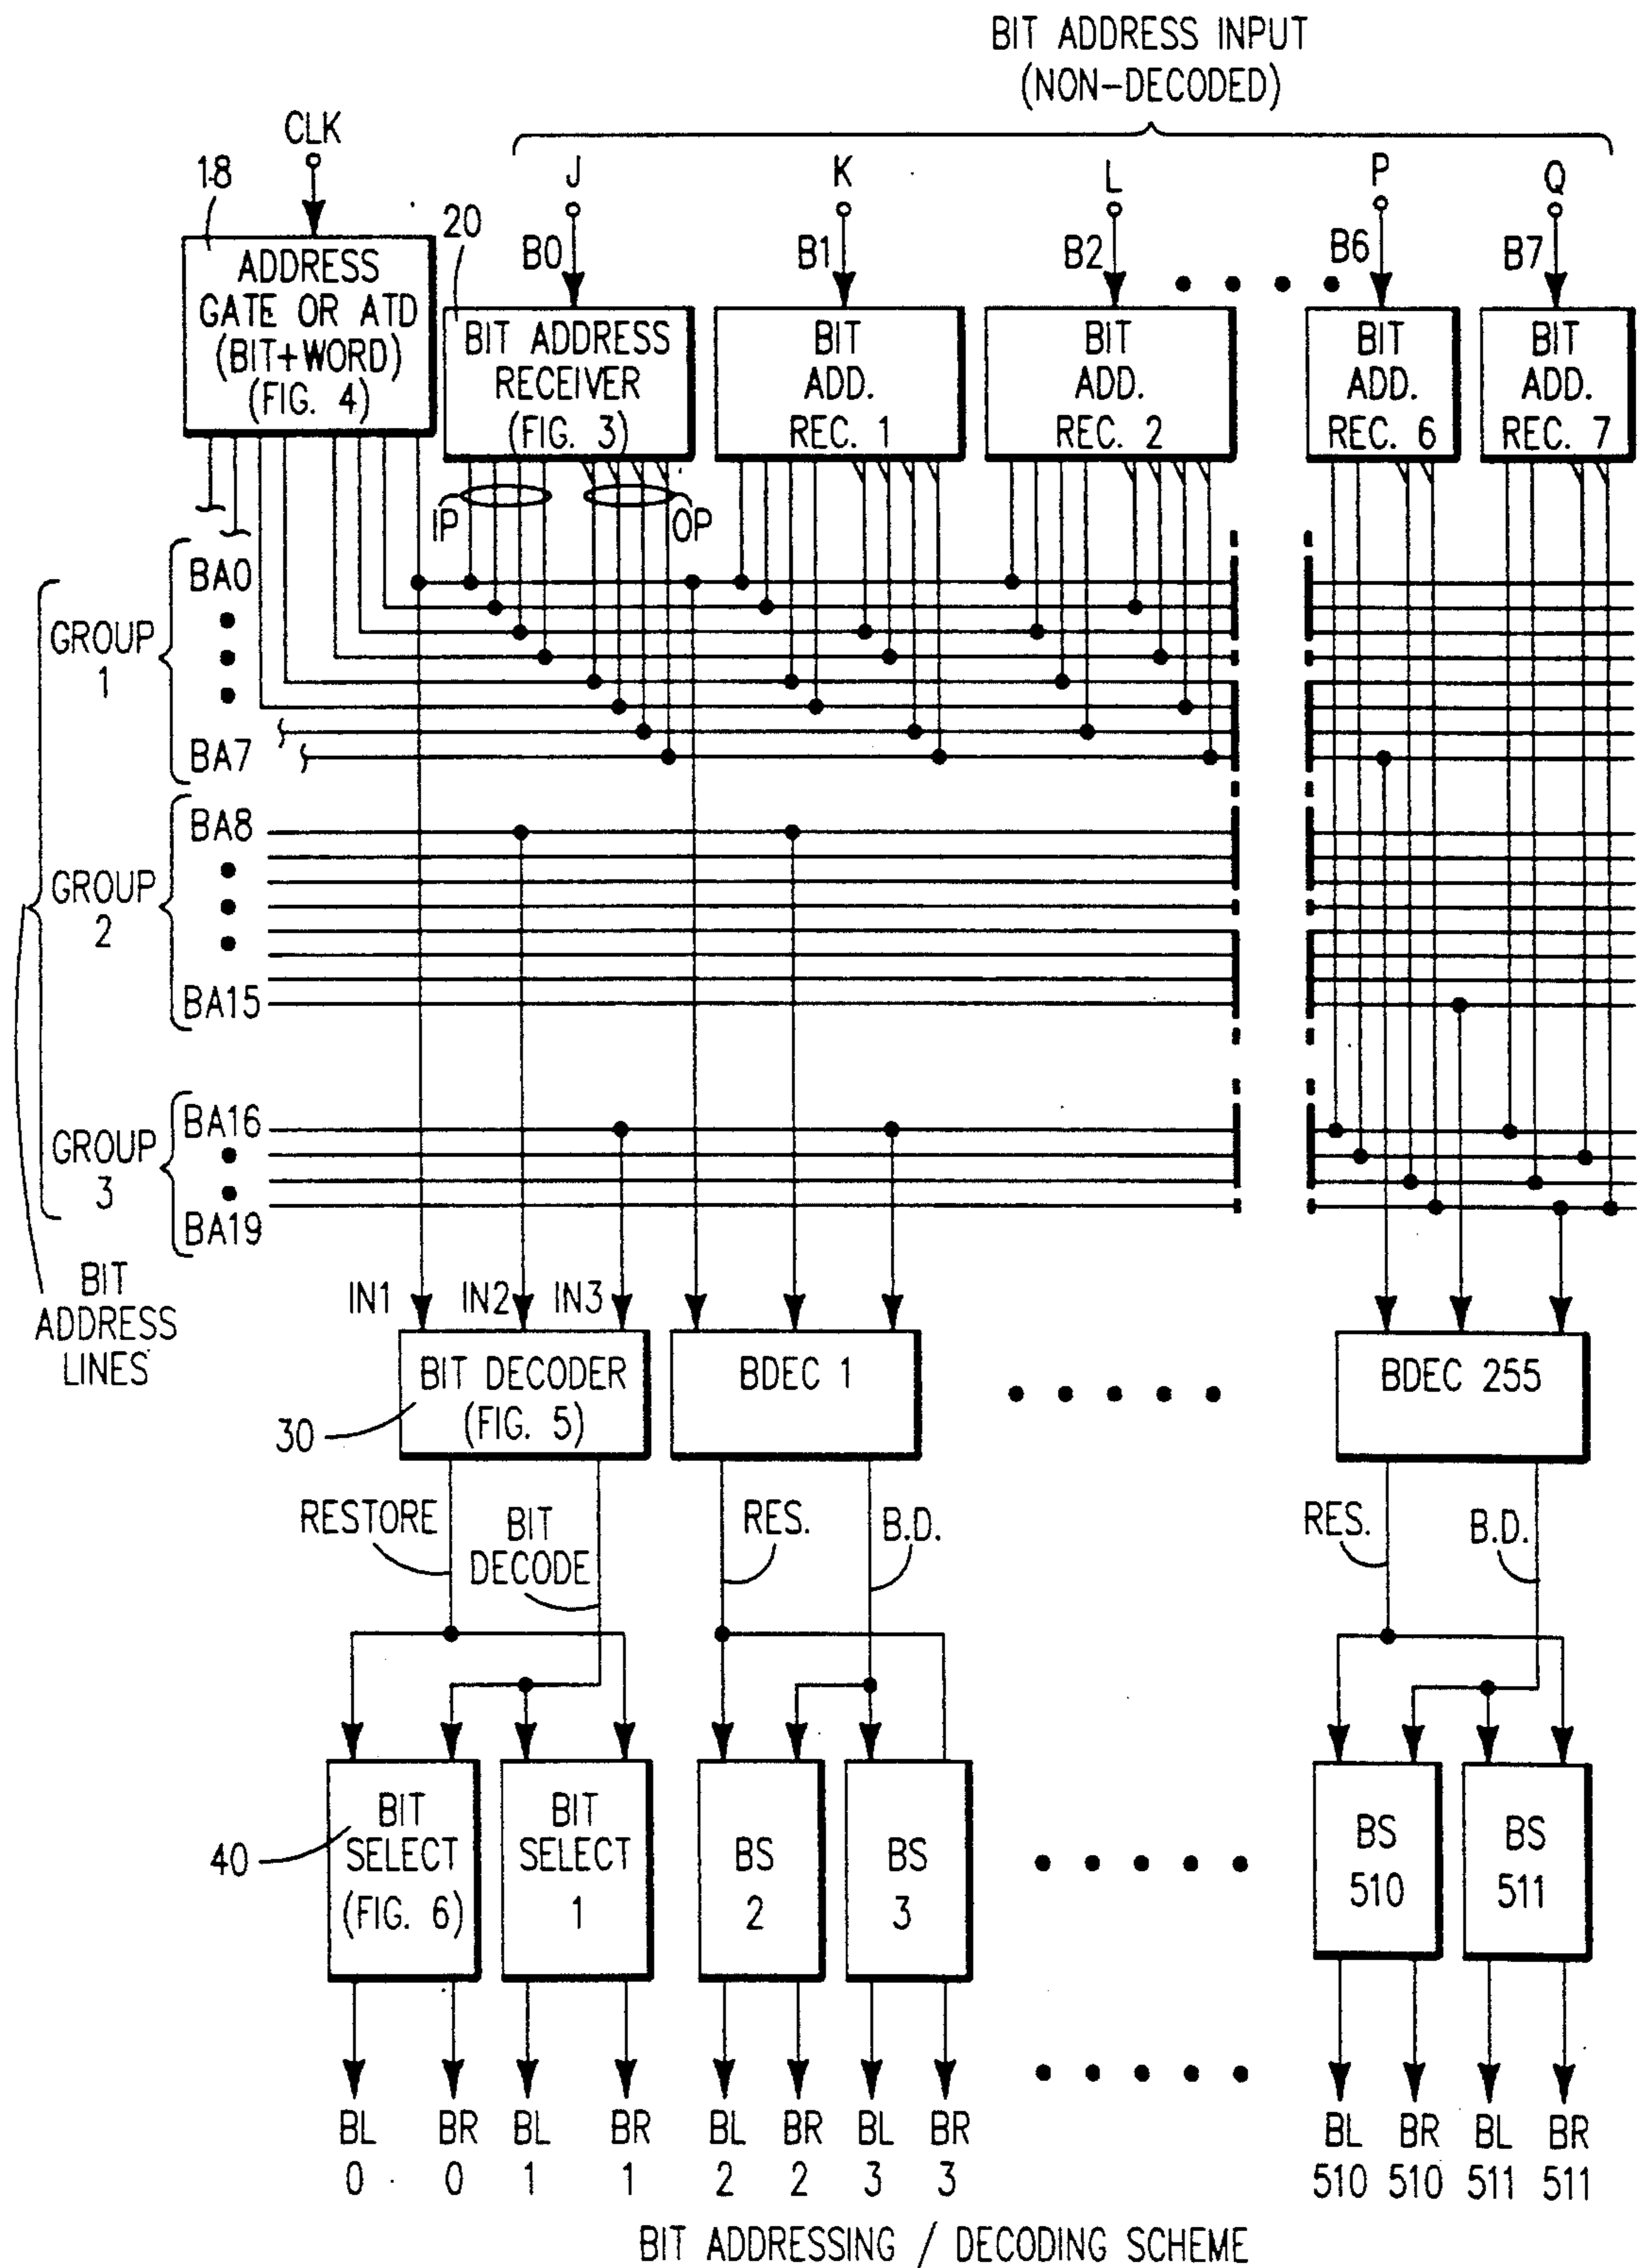 BIT ADDRESS INPUT
(NON-DECODED)
CLK
18
J
K
L
P
Q
20
B0
B1
B2
B6
B7
ADDRESS
GATE OR ATD
(BIT+WORD)
(FIG. 4)
BIT ADDRESS
RECEIVER
(FIG. 3)
BIT
ADD.
REC. 1
BIT
ADD.
REC. 2
BIT
ADD.
REC. 6
BIT
ADD.
REC. 7
IP
OP
GROUP
1
BA0
BA7
GROUP
2
BA8
BA15
GROUP
3
BA16
BA19
BIT
ADDRESS
LINES
IN1
IN2
IN3
BIT DECODER
(FIG. 5)
30
BDEC 1
BDEC 255
RESTORE
BIT
DECODE
RES.
B.D.
RES.
B.D.
40
BIT
SELECT
(FIG. 6)
BIT
SELECT
1
BS
2
BS
3
BS
510
BS
511
BL
0
BR
0
BL
1
BR
1
BL
2
BR
2
BL
3
BR
3
BL
510
BR
510
BL
511
BR
511
BIT ADDRESSING / DECODING SCHEME